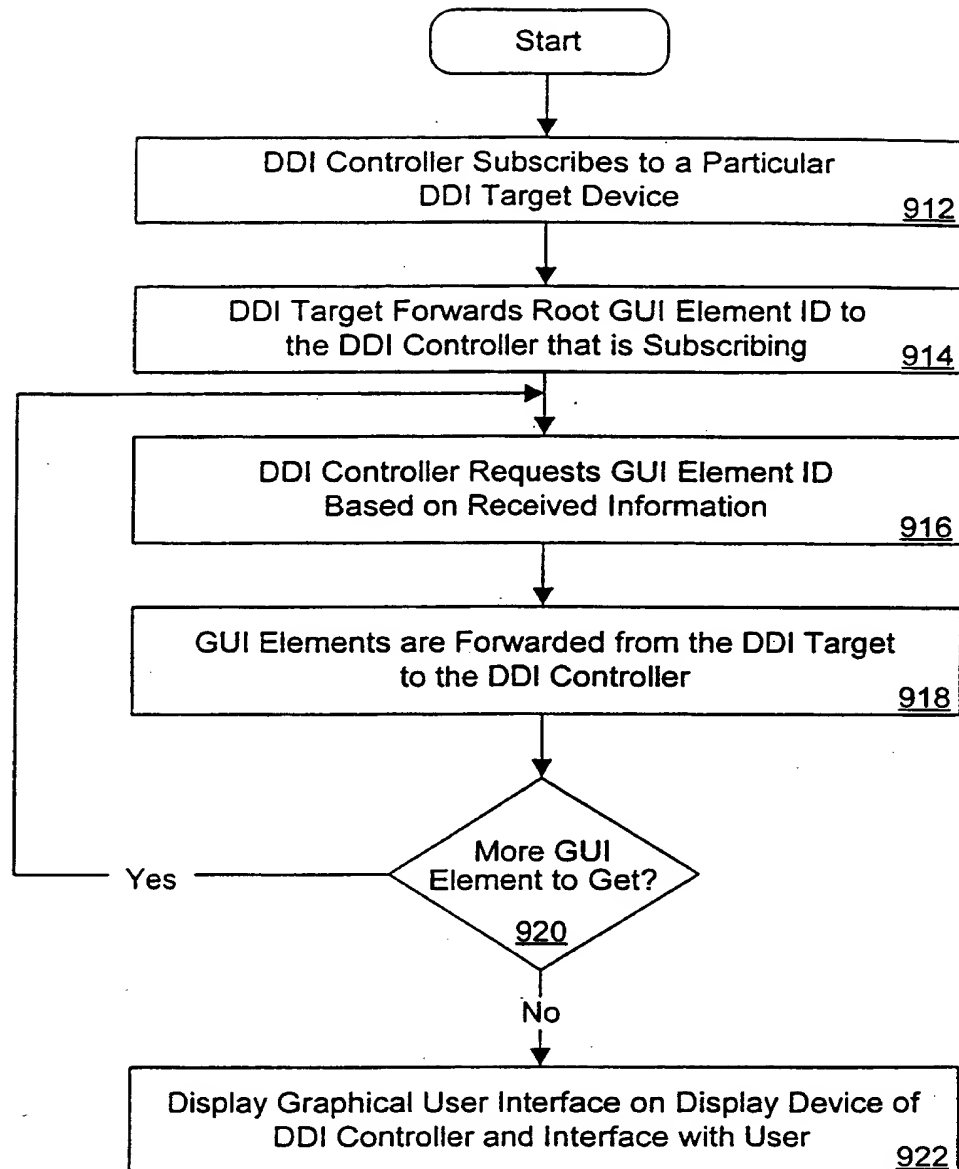 Start
DDI Controller Subscribes to a Particular
DDI Target Device
912
DDI Target Forwards Root GUI Element ID to
the DDI Controller that is Subscribing
914
DDI Controller Requests GUI Element ID
Based on Received Information
916
GUI Elements are Forwarded from the DDI Target
to the DDI Controller
918
More GUI
Element to Get?
920
Yes
No
Display Graphical User Interface on Display Device of
DDI Controller and Interface with User
922